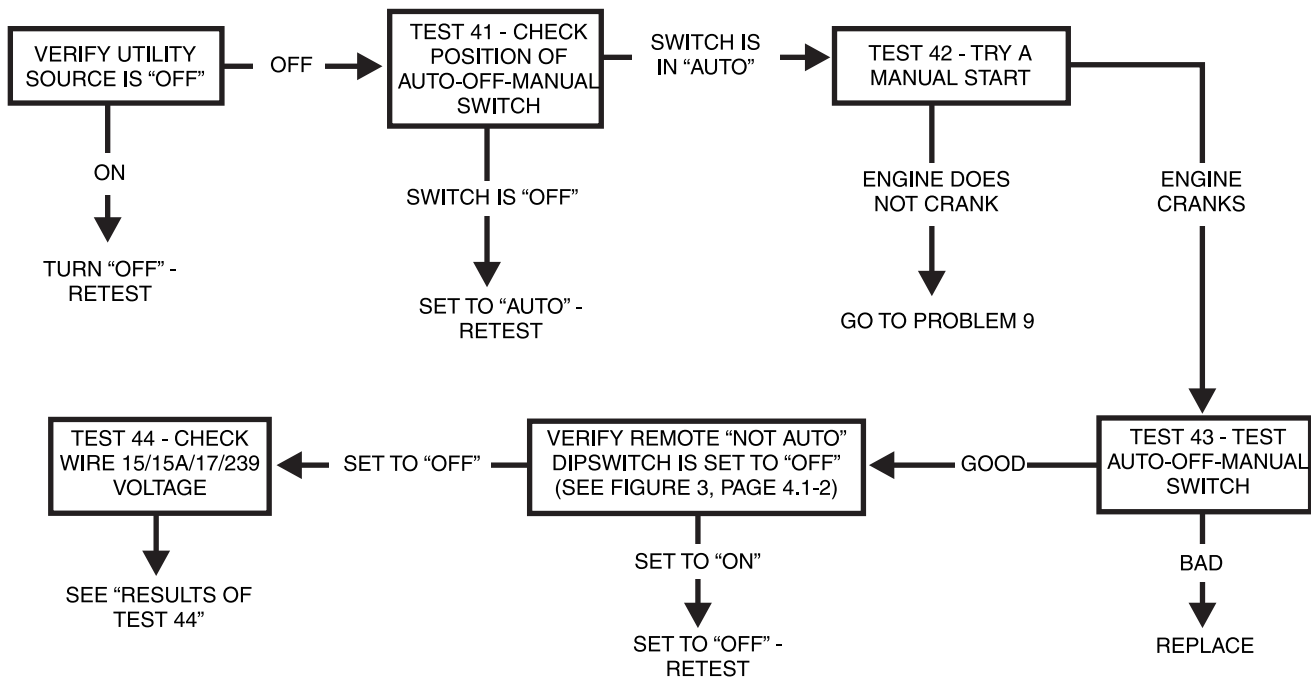 VERIFY UTILITY
SOURCE IS “OFF”
OFF
TEST 41 - CHECK
POSITION OF
AUTO-OFF-MANUAL
SWITCH
SWITCH IS
IN “AUTO”
TEST 42 - TRY A
MANUAL START
ON
TURN “OFF” -
RETEST
SWITCH IS “OFF”
SET TO “AUTO” -
RETEST
ENGINE DOES
NOT CRANK
GO TO PROBLEM 9
ENGINE
CRANKS
TEST 43 - TEST
AUTO-OFF-MANUAL
SWITCH
BAD
REPLACE
GOOD
VERIFY REMOTE “NOT AUTO”
DIPSWITCH IS SET TO “OFF”
(SEE FIGURE 3, PAGE 4.1-2)
SET TO “ON”
SET TO “OFF” -
RETEST
SET TO “OFF”
TEST 44 - CHECK
WIRE 15/15A/17/239
VOLTAGE
SEE “RESULTS OF
TEST 44”